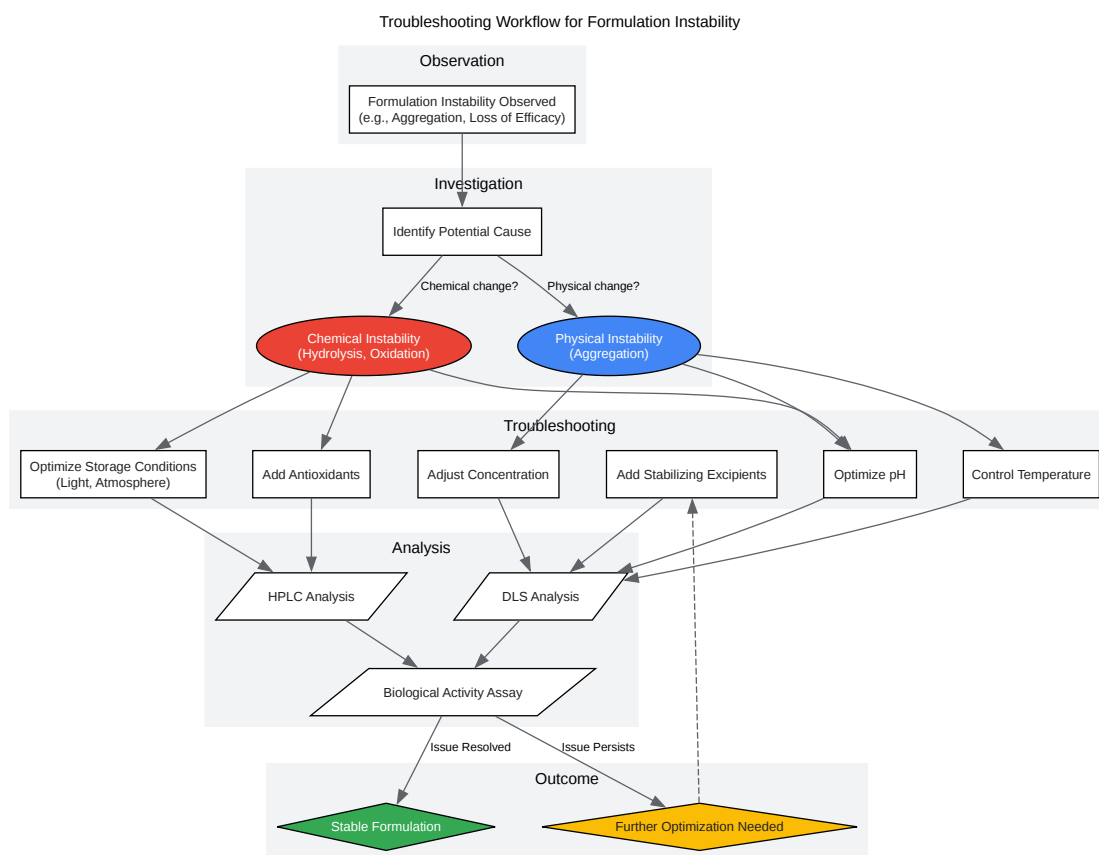 Troubleshooting Workflow for Formulation Instability
Observation
Formulation Instability Observed
(e.g., Aggregation, Loss of Efficacy)
Investigation
Identify Potential Cause
Chemical change?
Physical change?
Chemical Instability
(Hydrolysis, Oxidation)
Physical Instability
(Aggregation)
Troubleshooting
Optimize Storage Conditions
(Light, Atmosphere)
Add Antioxidants
Adjust Concentration
Add Stabilizing Excipients
Optimize pH
Control Temperature
Analysis
HPLC Analysis
DLS Analysis
Biological Activity Assay
Issue Resolved
Issue Persists
Outcome
Stable Formulation
Further Optimization Needed